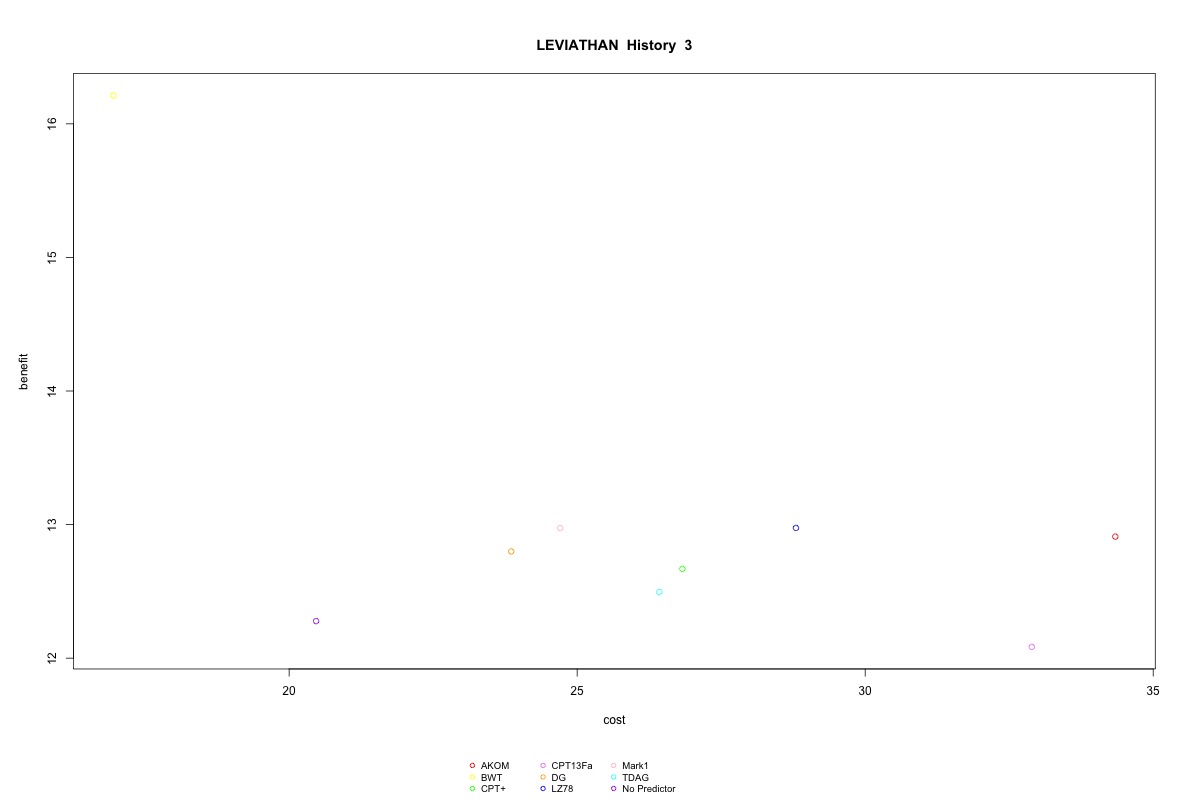 LEVIATHAN  History  3
benefit
16
15
14
13
12
20 25 30 35
cost
AKOM CPT13Fa Mark1
BWT DG TDAG
CPT+ LZ78 No Predictor